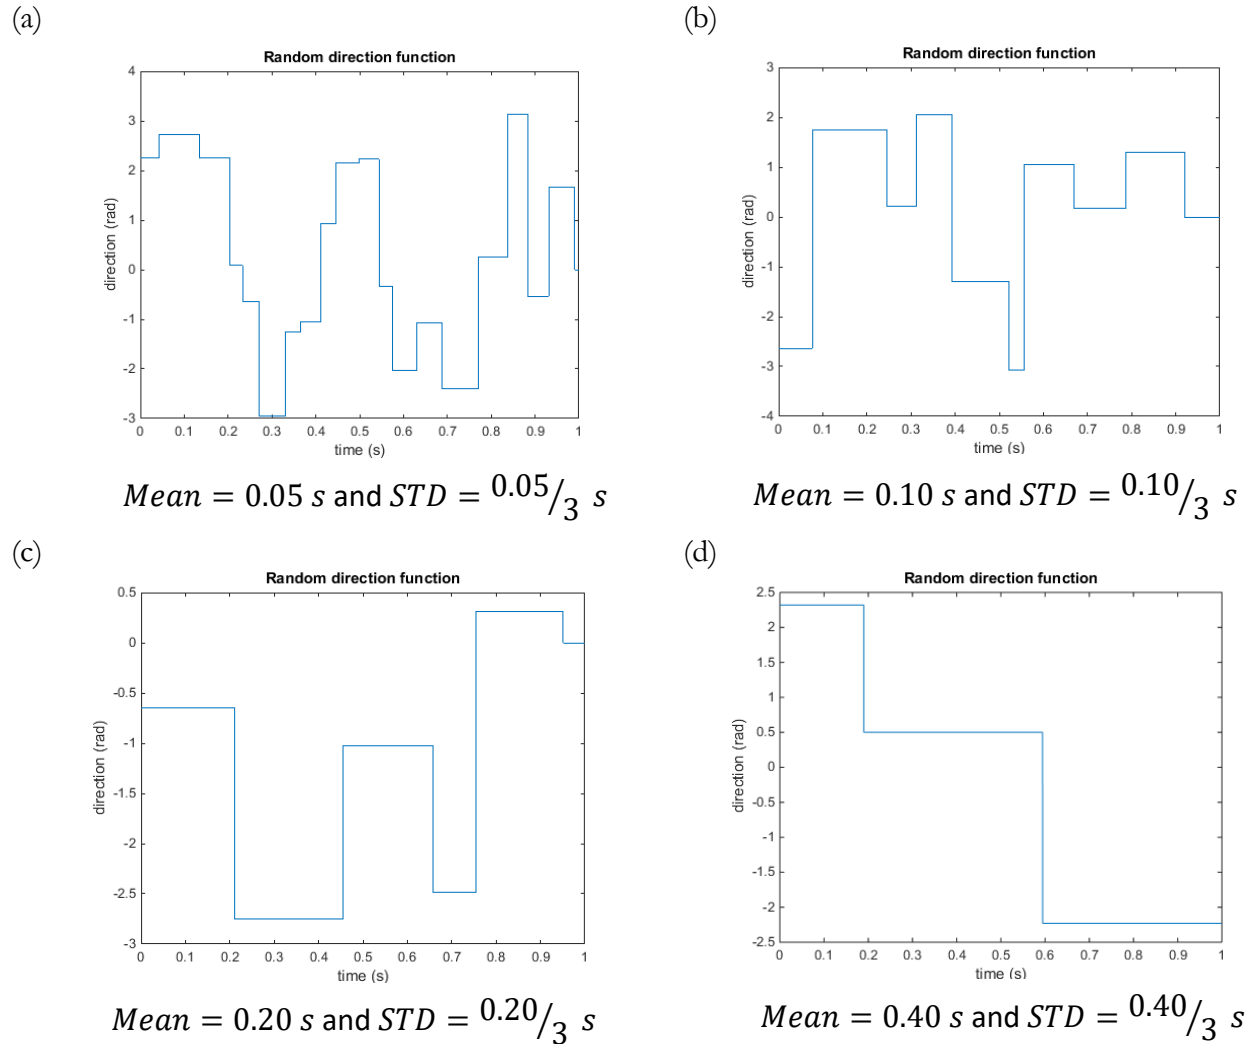 (a)
Random direction function
4
3
2
1
0
-1
-2
-3
direction (rad)
0 0.1 0.2 0.3 0.4 0.5 0.6 0.7 0.8 0.9 1
time (s)
Mean = 0.05 s and STD = 0.05/3 s
(b)
Random direction function
3
2
1
0
-1
-2
-3
-4
direction (rad)
0 0.1 0.2 0.3 0.4 0.5 0.6 0.7 0.8 0.9 1
time (s)
Mean = 0.10 s and STD = 0.10/3 s
(c)
Random direction function
0.5
0
-0.5
-1
-1.5
-2
-2.5
-3
direction (rad)
0 0.1 0.2 0.3 0.4 0.5 0.6 0.7 0.8 0.9 1
time (s)
Mean = 0.20 s and STD = 0.20/3 s
(d)
Random direction function
2.5
2
1.5
1
0.5
0
-0.5
-1
-1.5
-2
-2.5
direction (rad)
0 0.1 0.2 0.3 0.4 0.5 0.6 0.7 0.8 0.9 1
time (s)
Mean = 0.40 s and STD = 0.40/3 s